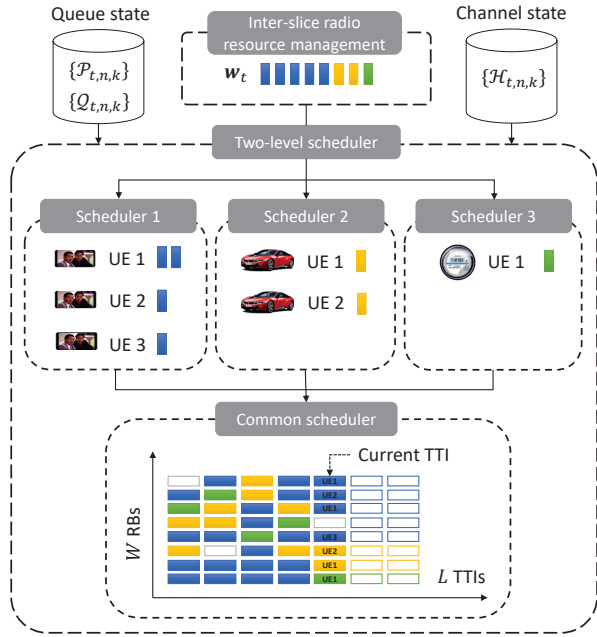 Queue state
Inter-slice radio
resource management
Channel state
{𝒫t,n,k}
{𝒬t,n,k}
wt
{ℋt,n,k}
Two-level scheduler
Scheduler 1
Scheduler 2
Scheduler 3
UE 1
UE 2
UE 3
UE 1
UE 2
UE 1
Common scheduler
Current TTI
W RBs
UE1
UE2
UE1
UE3
UE2
UE1
UE1
L TTIs